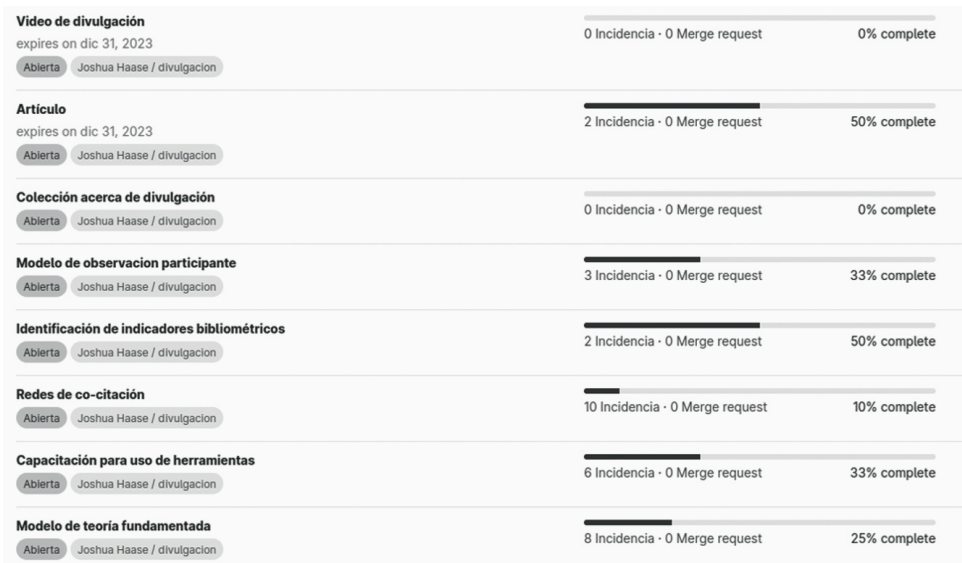 Video de divulgación
0 Incidencia · 0 Merge request 0% complete
expires on dic 31, 2023
Abierta Joshua Haase / divulgacion
Artículo
2 Incidencia · 0 Merge request 50% complete
expires on dic 31, 2023
Abierta Joshua Haase / divulgacion
Colección acerca de divulgación
0 Incidencia · 0 Merge request 0% complete
Abierta Joshua Haase / divulgacion
Modelo de observacion participante
3 Incidencia · 0 Merge request 33% complete
Abierta Joshua Haase / divulgacion
Identificación de indicadores bibliométricos
2 Incidencia · 0 Merge request 50% complete
Abierta Joshua Haase / divulgacion
Redes de co-citación
10 Incidencia · 0 Merge request 10% complete
Abierta Joshua Haase / divulgacion
Capacitación para uso de herramientas
6 Incidencia · 0 Merge request 33% complete
Abierta Joshua Haase / divulgacion
Modelo de teoría fundamentada
8 Incidencia · 0 Merge request 25% complete
Abierta Joshua Haase / divulgacion